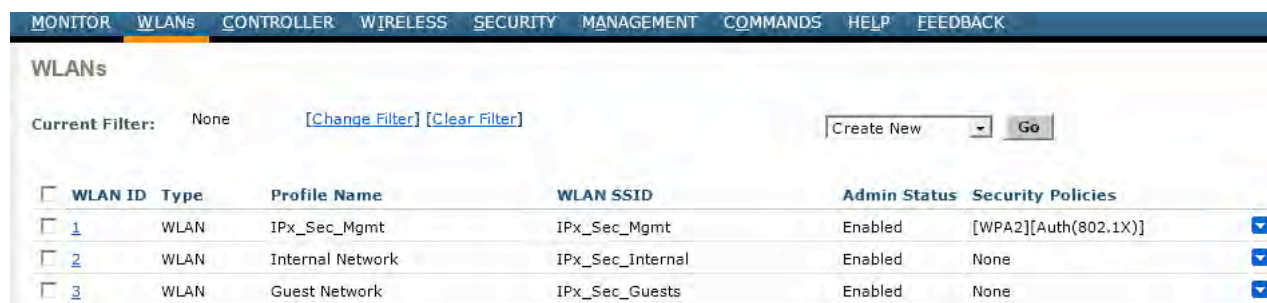 MONITOR WLANs CONTROLLER WIRELESS SECURITY MANAGEMENT COMMANDS HELP FEEDBACK
WLANs
Current Filter: None [Change Filter] [Clear Filter] Create New Go
WLAN ID Type Profile Name WLAN SSID Admin Status Security Policies
1 WLAN IPx_Sec_Mgmt IPx_Sec_Mgmt Enabled [WPA2][Auth(802.1X)]
2 WLAN Internal Network IPx_Sec_Internal Enabled None
3 WLAN Guest Network IPx_Sec_Guests Enabled None